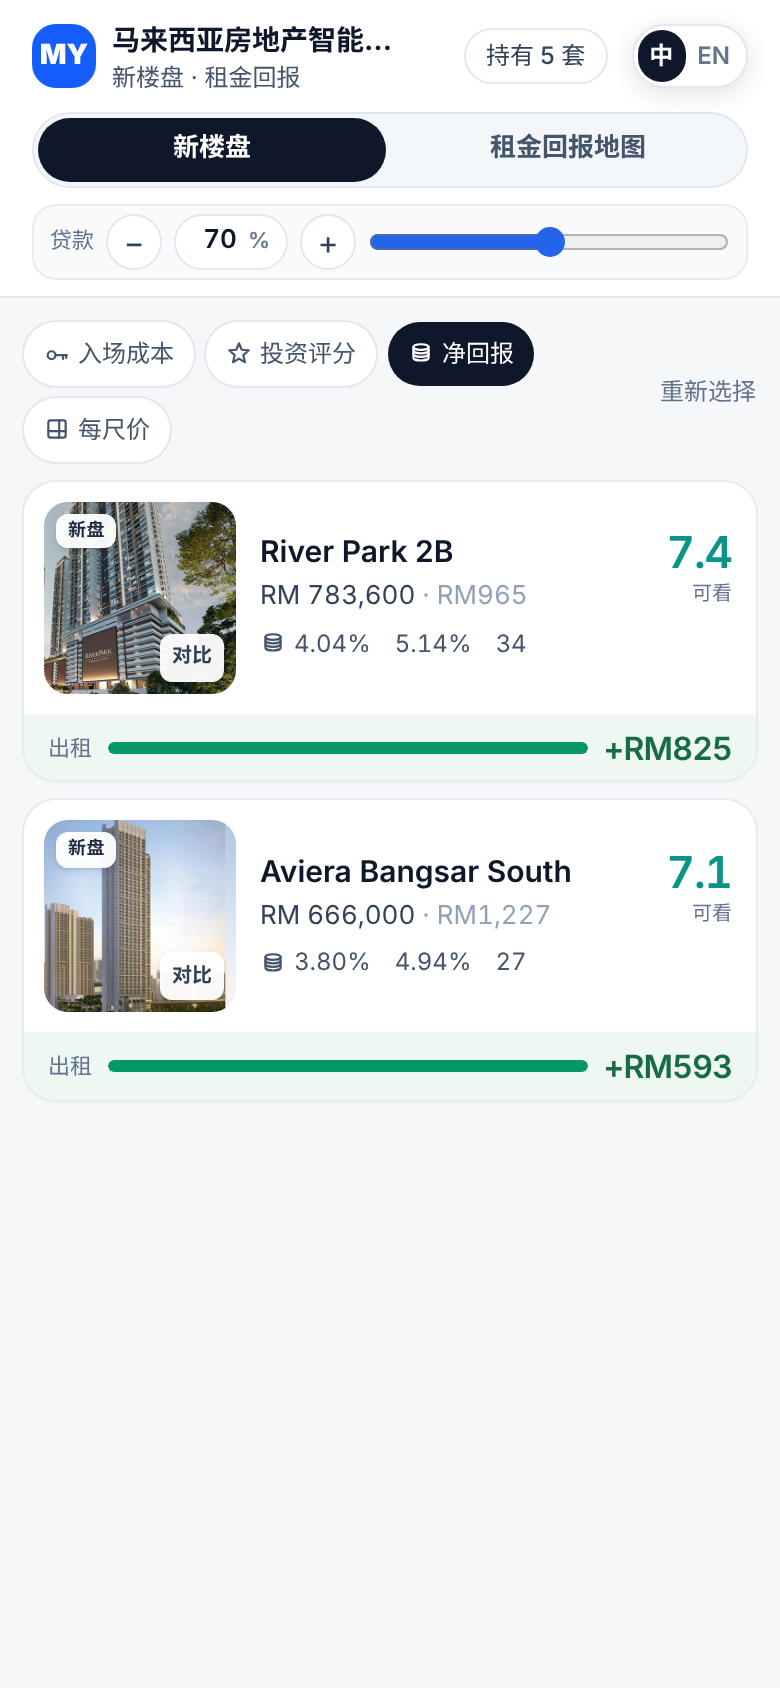 MY
马来西亚房地产智能...
新楼盘 · 租金回报
持有 5 套
中 EN
新楼盘 租金回报地图
贷款 − 70 % +
入场成本 投资评分 净回报
重新选择
每尺价
新盘
River Park 2B
7.4
RM 783,600 · RM965
可看
4.04% 5.14% 34
RIVER PARK
对比
出租 +RM825
新盘
Aviera Bangsar South
7.1
RM 666,000 · RM1,227
可看
3.80% 4.94% 27
对比
出租 +RM593